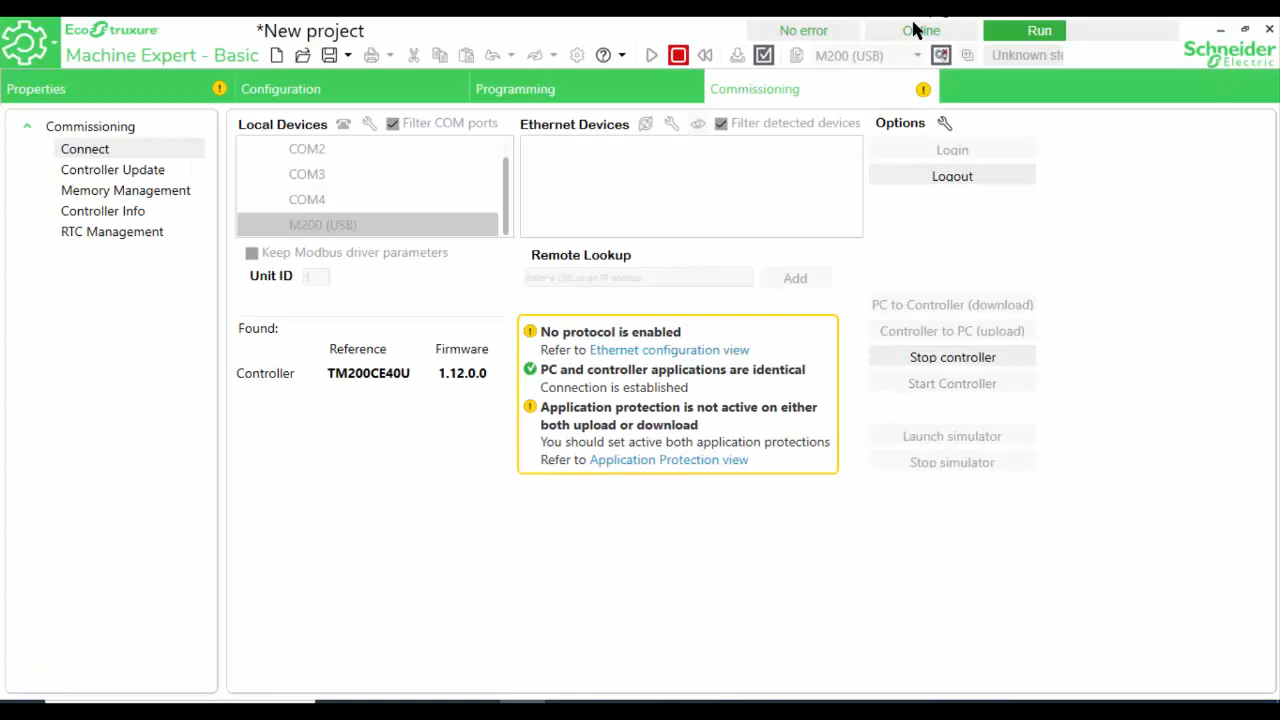 EcoStruxure
*New project
No error
Run
Machine Expert - Basic
M200 (USB)
Unknown st
Schneider
Electric
Properties
Configuration
Programming
Commissioning
Commissioning
Connect
Controller Update
Memory Management
Controller Info
RTC Management
Local Devices
Filter COM ports
COM2
COM3
COM4
M200 (USB)
Keep Modbus driver parameters
Unit ID
Ethernet Devices
Filter detected devices
Remote Lookup
Enter a URL or an IP address
Add
Found:
Reference
Firmware
Controller
TM200CE40U
1.12.0.0
No protocol is enabled
Refer to Ethernet configuration view
PC and controller applications are identical
Connection is established
Application protection is not active on either
both upload or download
You should set active both application protections
Refer to Application Protection view
Options
Login
Logout
PC to Controller (download)
Controller to PC (upload)
Stop controller
Start Controller
Launch simulator
Stop simulator